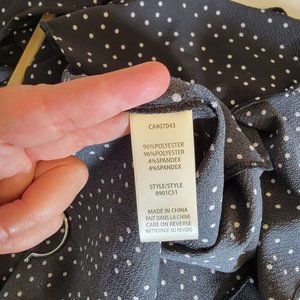 CA#07043
96%POLYESTER
96%POLYESTER
4%SPANDEX
4%SPANDEX
STYLE/STYLE
8901C51
MADE IN CHINA
FAIT DANS LA CHINE
CARE ON REVERSE
NETTOYAGE AU REVERS